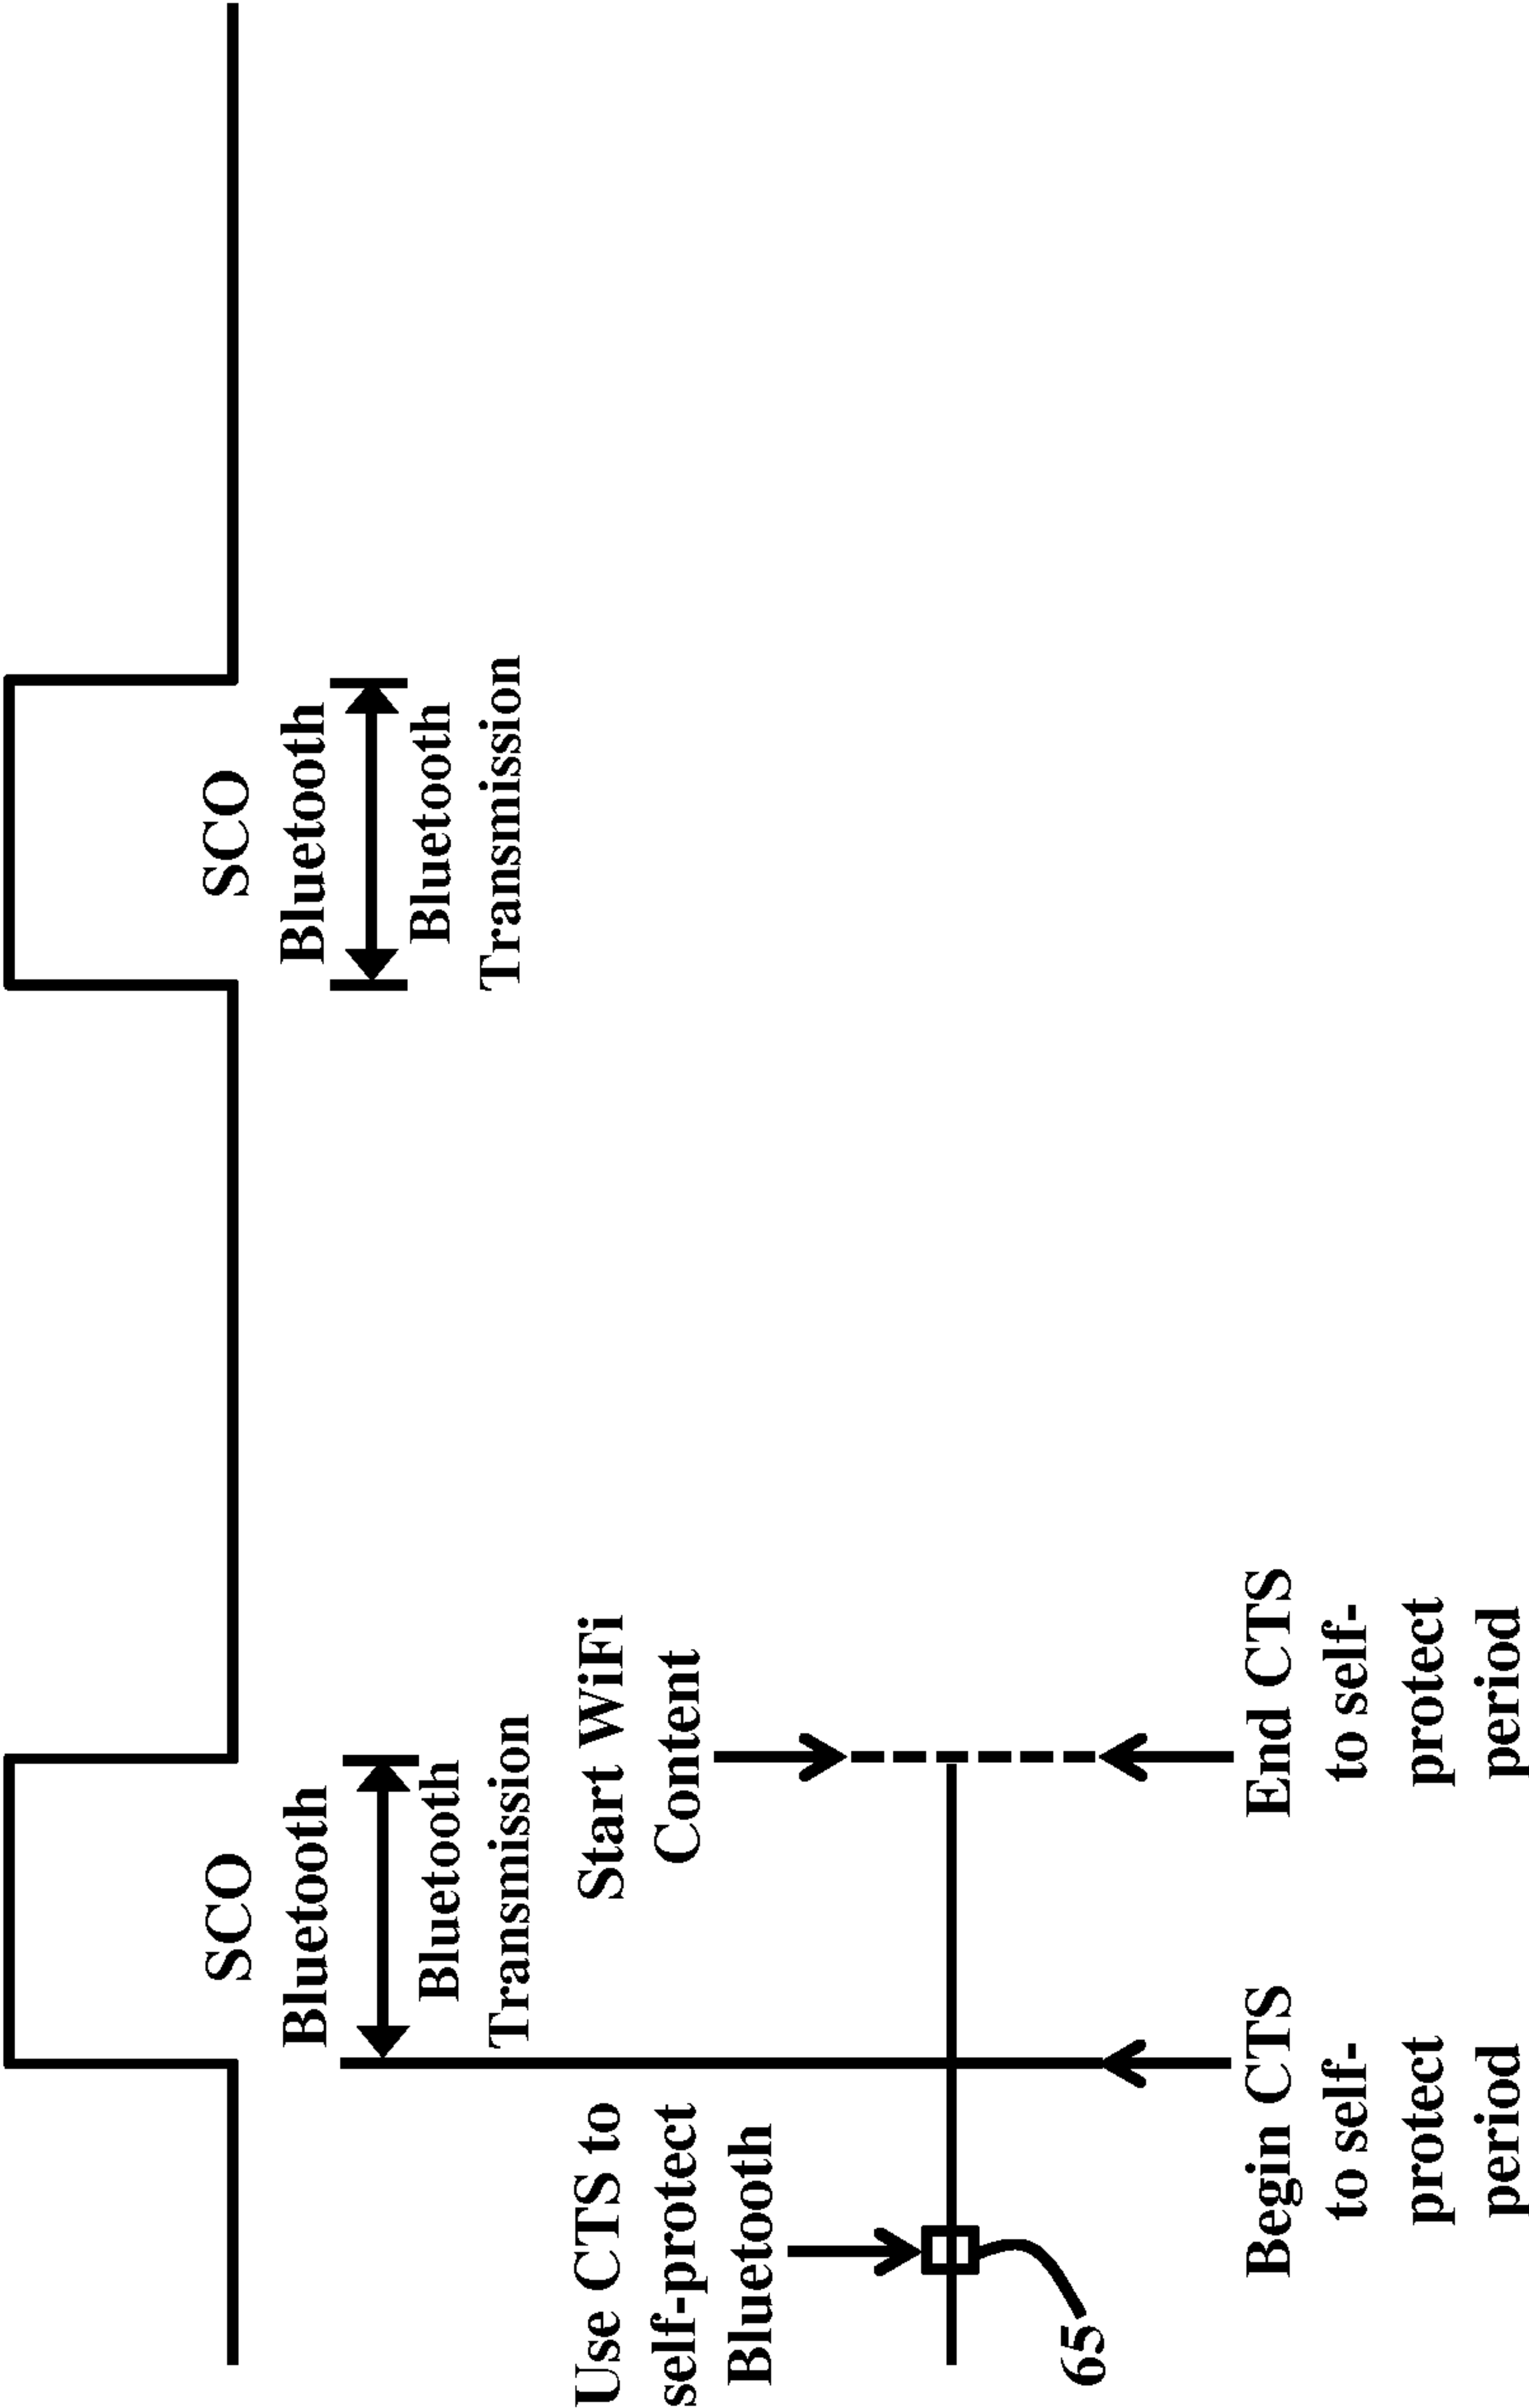 SCO
Bluetooth
Bluetooth
Transmission
SCO
Bluetooth
Bluetooth
Transmission
Use CTS to
self-protect
Bluetooth
Start WiFi
Content
65
Begin CTS
to self-
protect
period
End CTS
to self-
protect
period